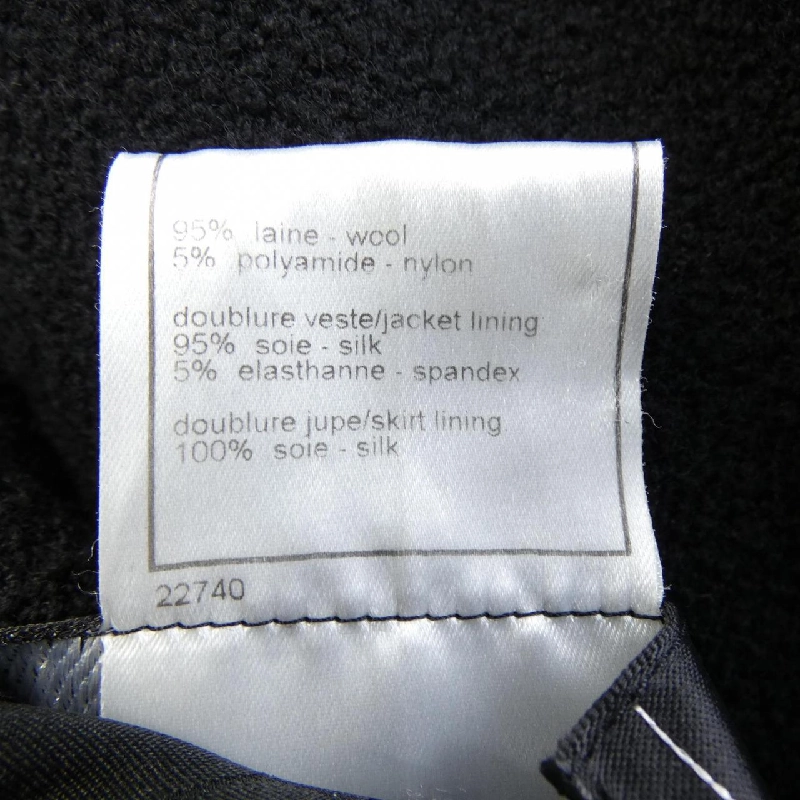 95% laine - wool
5% polyamide - nylon
doublure veste/jacket lining
95% soie - silk
5% elasthanne - spandex
doublure jupe/skirt lining
100% soie - silk
22740